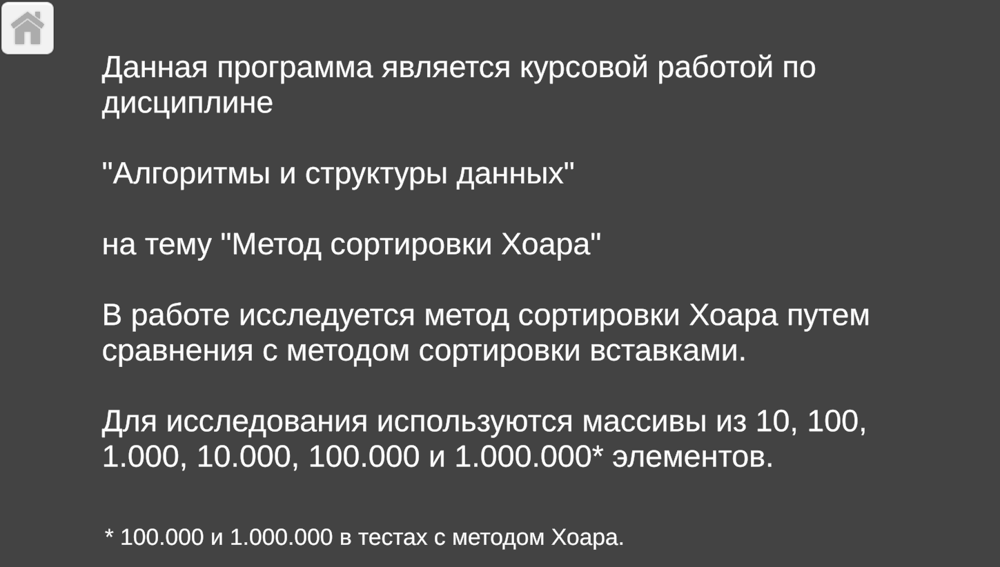 Данная программа является курсовой работой по
дисциплине
"Алгоритмы и структуры данных"
на тему "Метод сортировки Хоара"
В работе исследуется метод сортировки Хоара путем
сравнения с методом сортировки вставками.
Для исследования используются массивы из 10, 100,
1.000, 10.000, 100.000 и 1.000.000* элементов.
* 100.000 и 1.000.000 в тестах с методом Хоара.